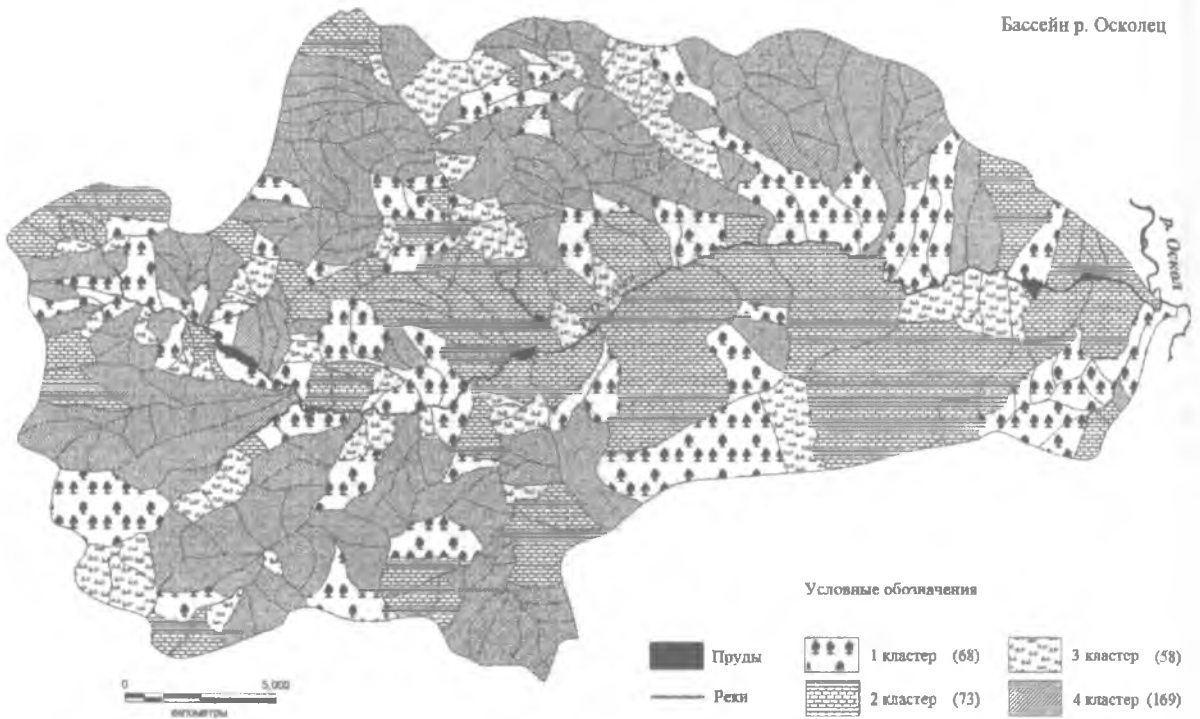 Бассейн р. Осколец
р. Оскол
Условные обозначения
Пруды
1 кластер (68)
3 кластер (58)
Реки
2 кластер (73)
4 кластер (169)
0 5,000
километры